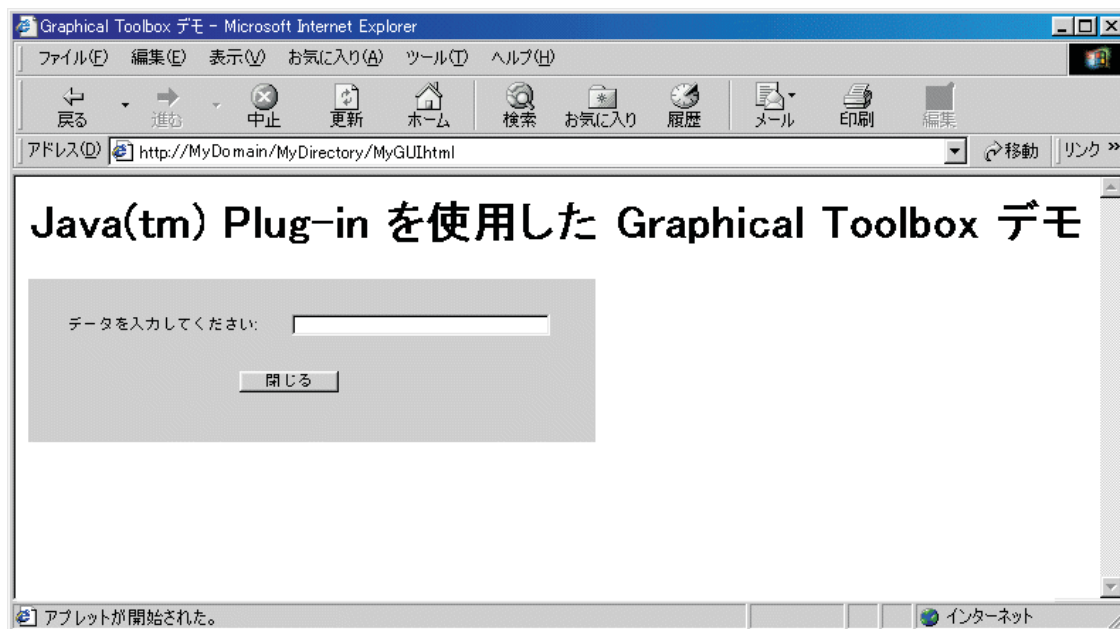 Graphical Toolbox デモ - Microsoft Internet Explorer
ファイル(F) 編集(E) 表示(V) お気に入り(A) ツール(T) ヘルプ(H)
戻る 進む 中止 更新 ホーム 検索 お気に入り 履歴 メール 印刷 編集
アドレス(D) http://MyDomain/MyDirectory/MyGUIhtml 移動 リンク »
Java(tm) Plug-in を使用した Graphical Toolbox デモ
データを入力してください:
閉じる
アプレットが開始された。 インターネット